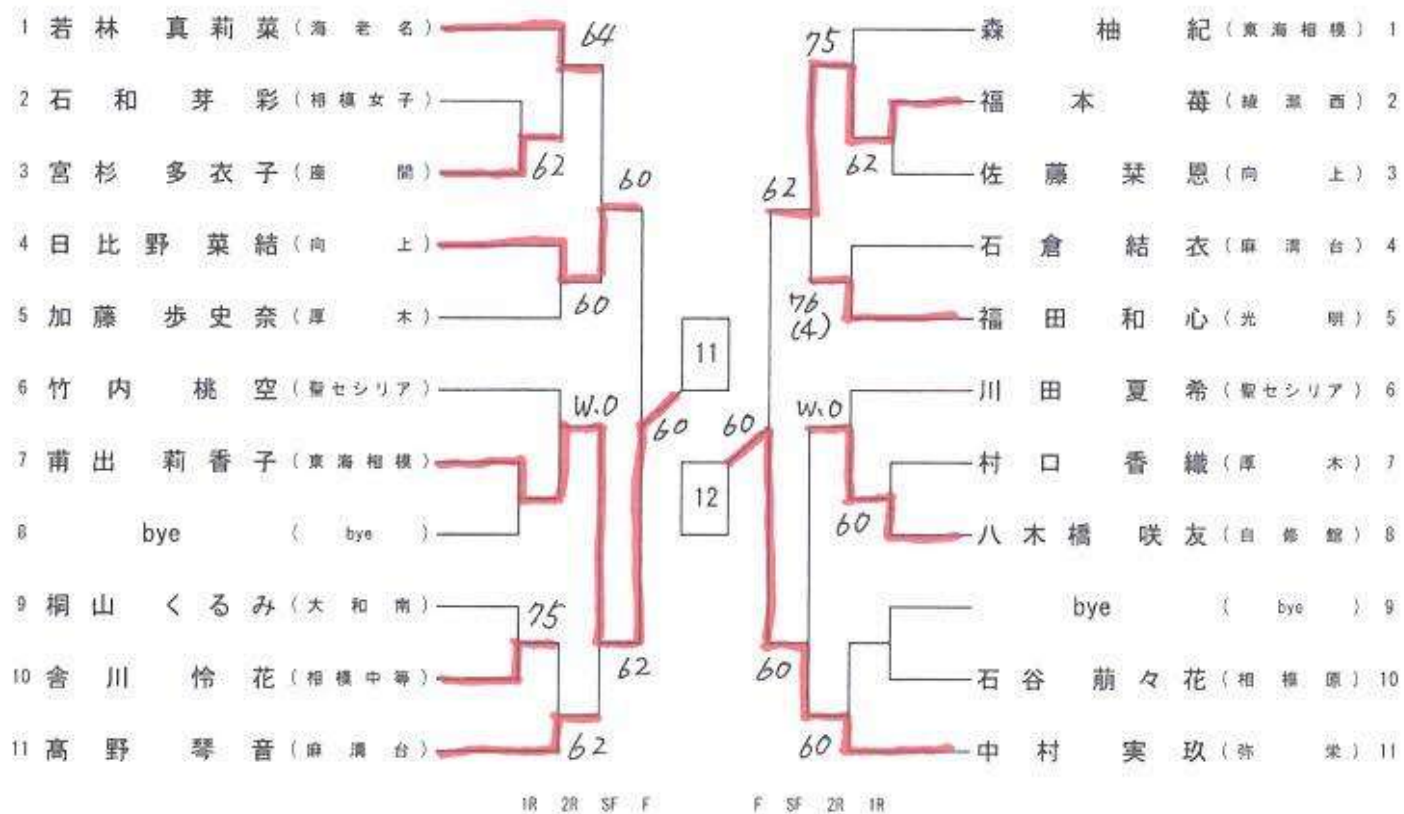 1 若林 真莉菜 (海老名)
2 石和 芽彩 (相模女子)
3 宮杉 多衣子 (座間)
4 日比野 菜結 (向上)
5 加藤 歩史奈 (厚木)
6 竹内 桃空 (聖セシリア)
7 甫出 莉香子 (東海相模)
8 bye (bye)
9 桐山 くるみ (大和南)
10 舎川 怜花 (相模中等)
11 髙野 琴音 (麻溝台)
64
62
60
60
W.O
75
62
62
60
11
12
1R 2R SF F
森 柚紀 (東海相模) 1
福本 苺 (綾瀬西) 2
佐藤 栞恩 (向上) 3
石倉 結衣 (麻溝台) 4
福田 和心 (光明) 5
川田 夏希 (聖セシリア) 6
村口 香織 (厚木) 7
八木橋 咲友 (自修館) 8
bye (bye) 9
石谷 萠々花 (相模原) 10
中村 実玖 (弥栄) 11
75
62
62
76
(4)
W.O
60
60
60
60
F SF 2R 1R